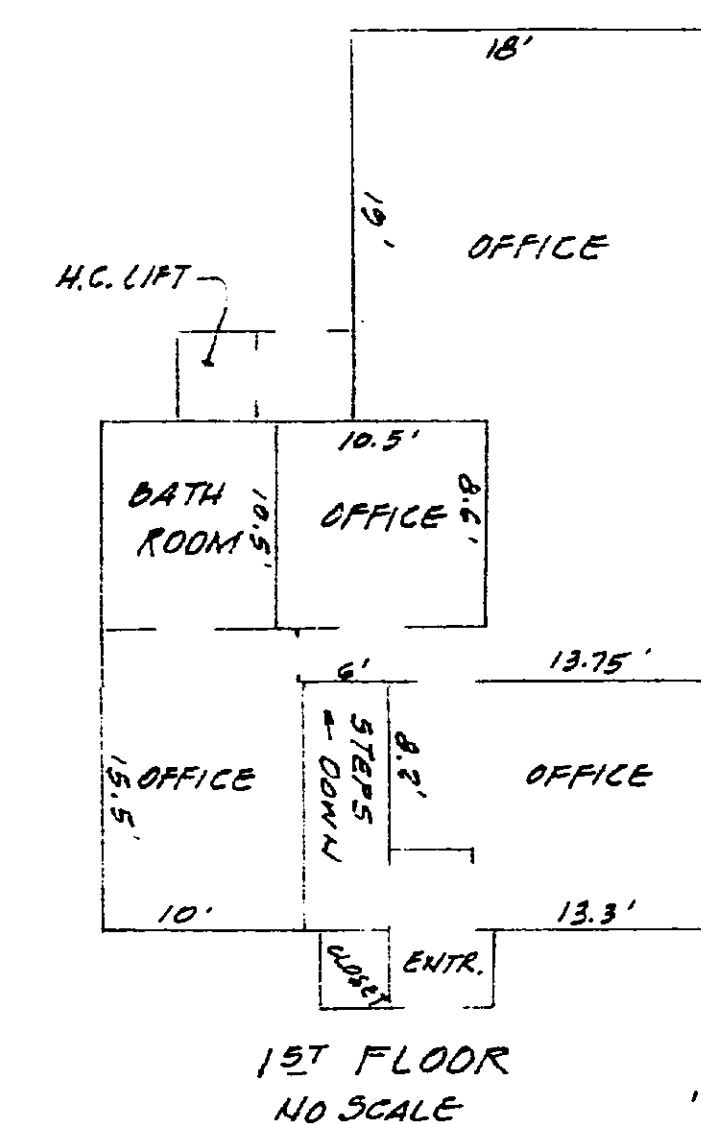 18'
19'
OFFICE
H.C. LIFT
10.5'
BATH
ROOM
10.5'
OFFICE
8.6'
6'
13.75'
STEPS
← DOWN
8.2'
15.5'
OFFICE
OFFICE
10'
13.3'
CLOSET
ENTR.
1ST FLOOR
NO SCALE